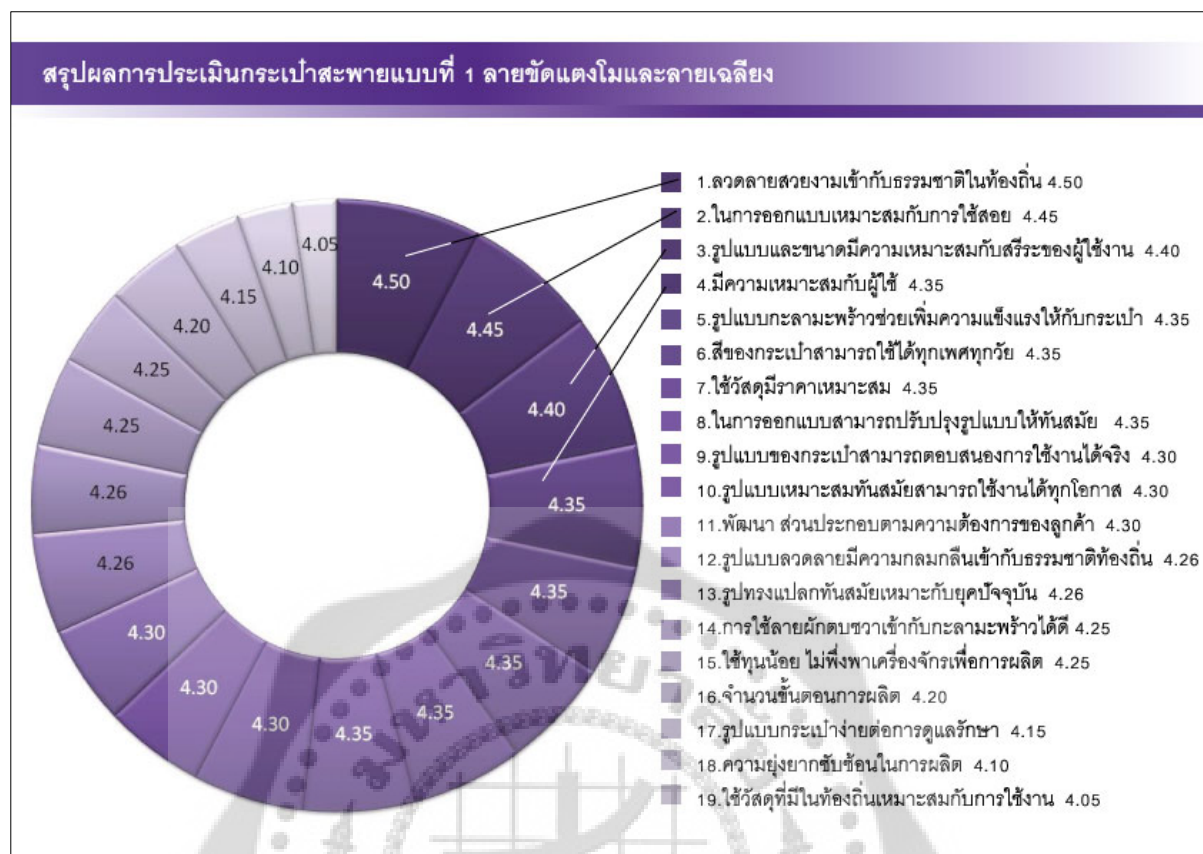 สรุปผลการประเมินกระเป๋าสะพายแบบที่ 1 ลายขัดแตงโมและลายเฉลียง
1.ลวดลายสวยงามเข้ากับธรรมชาติในท้องถิ่น 4.50
2.ในการออกแบบเหมาะสมกับการใช้สอย 4.45
3.รูปแบบและขนาดมีความเหมาะสมกับสรีระของผู้ใช้งาน 4.40
4.มีความเหมาะสมกับผู้ใช้ 4.35
5.รูปแบบกะลามะพร้าวช่วยเพิ่มความแข็งแรงให้กับกระเป๋า 4.35
6.สีของกระเป๋าสามารถใช้ได้ทุกเพศทุกวัย 4.35
7.ใช้วัสดุมีราคาเหมาะสม 4.35
8.ในการออกแบบสามารถปรับปรุงรูปแบบให้ทันสมัย 4.35
9.รูปแบบของกระเป๋าสามารถตอบสนองการใช้งานได้จริง 4.30
10.รูปแบบเหมาะสมทันสมัยสามารถใช้งานได้ทุกโอกาส 4.30
11.พัฒนา ส่วนประกอบตามความต้องการของลูกค้า 4.30
12.รูปแบบลวดลายมีความกลมกลืนเข้ากับธรรมชาติท้องถิ่น 4.26
13.รูปทรงแปลกทันสมัยเหมาะกับยุคปัจจุบัน 4.26
14.การใช้ลายผักตบชวาเข้ากับกะลามะพร้าวได้ดี 4.25
15.ใช้ทุนน้อย ไม่พึ่งพาเครื่องจักรเพื่อการผลิต 4.25
16.จำนวนขั้นตอนการผลิต 4.20
17.รูปแบบกระเป๋าง่ายต่อการดูแลรักษา 4.15
18.ความยุ่งยากซับซ้อนในการผลิต 4.10
19.ใช้วัสดุที่มีในท้องถิ่นเหมาะสมกับการใช้งาน 4.05
4.50
4.45
4.40
4.35
4.35
4.35
4.35
4.35
4.30
4.30
4.30
4.26
4.26
4.25
4.25
4.20
4.15
4.10
4.05
มหาวิทยาลัย